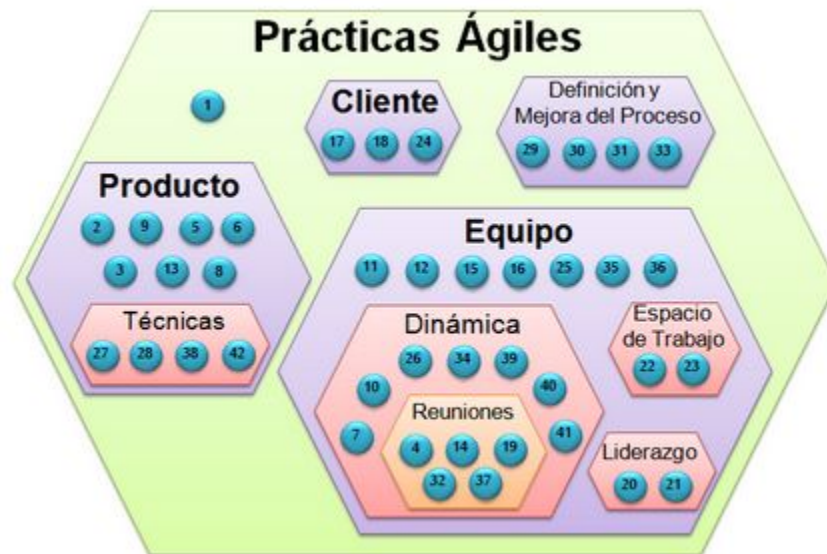 Prácticas Ágiles
1
Cliente
17 18 24
Definición y
Mejora del Proceso
29 30 31 33
Producto
2 9 5 6
3 13 8
Técnicas
27 28 38 42
Equipo
11 12 15 16 25 35 36
Dinámica
26 34 39
10 40
7 41
Reuniones
4 14 19
32 37
Espacio
de Trabajo
22 23
Liderazgo
20 21